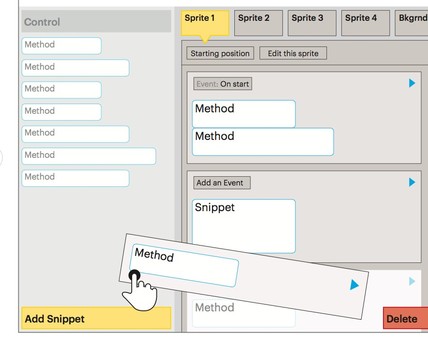 Control
Method
Method
Method
Method
Method
Method
Method
Add Snippet
Sprite 1
Sprite 2
Sprite 3
Sprite 4
Bkgrnd
Starting position
Edit this sprite
Event: On start
Method
Method
Add an Event
Snippet
Method
Method
Delete